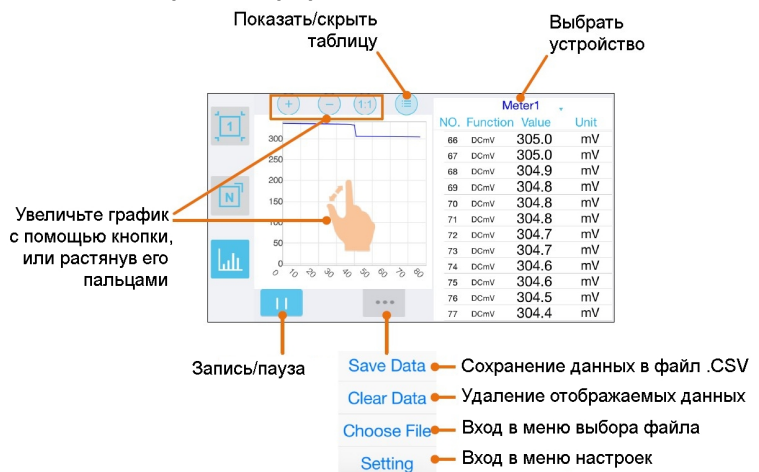 Показать/скрыть
таблицу
Выбрать
устройство
+
−
1:1
1
N
Meter1
NO. Function Value Unit
66 DCmV 305.0 mV
67 DCmV 305.0 mV
68 DCmV 304.9 mV
69 DCmV 304.8 mV
70 DCmV 304.8 mV
71 DCmV 304.8 mV
72 DCmV 304.7 mV
73 DCmV 304.7 mV
74 DCmV 304.6 mV
75 DCmV 304.6 mV
76 DCmV 304.5 mV
77 DCmV 304.4 mV
300
250
200
150
100
50
0
0 10 20 30 40 50 60 70 80
Увеличьте график
с помощью кнопки,
или растянув его
пальцами
Запись/пауза
Save Data
Сохранение данных в файл .CSV
Clear Data
Удаление отображаемых данных
Choose File
Вход в меню выбора файла
Setting
Вход в меню настроек